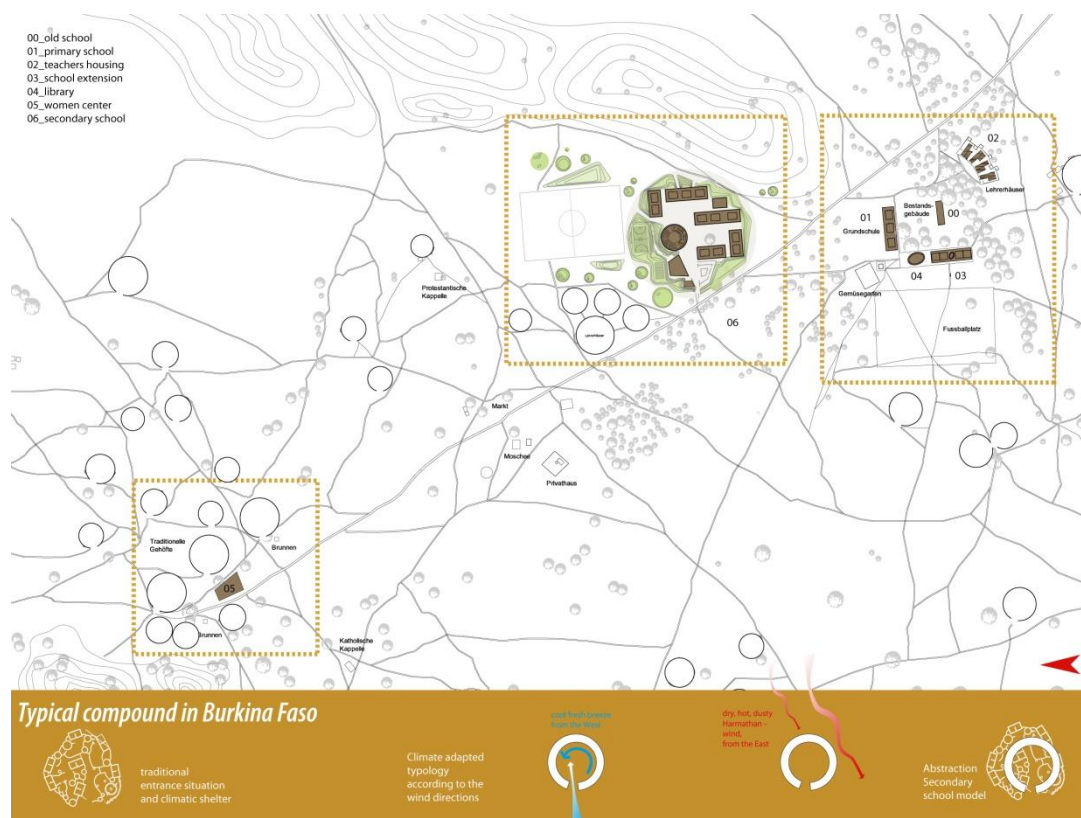 00_old school
01_primary school
02_teachers housing
03_school extension
04_library
05_women center
06_secondary school
02
Lehrerhäuser
01
Grundschule
Bestands-
gebäude
00
04
03
Gemüsegarten
Fussballplatz
Protestantische
Kappelle
Lehrerhäuser
06
Markt
Moschee
Privathaus
Traditionelle
Gehöfte
Brunnen
05
Brunnen
Katholische
Kappelle
Typical compound in Burkina Faso
traditional
entrance situation
and climatic shelter
Climate adapted
typology
according to the
wind directions
cool fresh breeze
from the West
dry, hot, dusty
Harmathan -
wind,
from the East
Abstraction
Secondary
school model